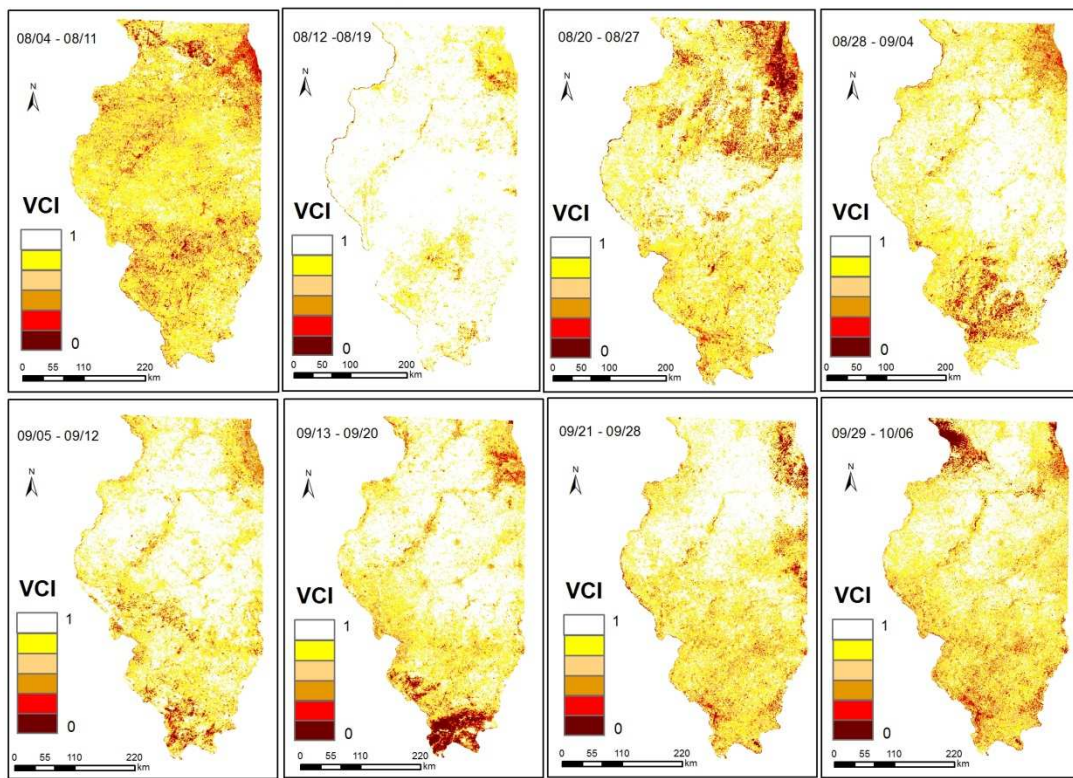 08/04 - 08/11
N
VCI
1
0
0 55 110 220
km
08/12 -08/19
N
VCI
1
0
0 50 100 200
km
08/20 - 08/27
N
VCI
1
0
0 50 100 200
km
08/28 - 09/04
N
VCI
1
0
0 50 100 200
km
09/05 - 09/12
N
VCI
1
0
0 55 110 220
km
09/13 - 09/20
N
VCI
1
0
0 55 110 220
km
09/21 - 09/28
N
VCI
1
0
0 55 110 220
km
09/29 - 10/06
N
VCI
1
0
0 55 110 220
km